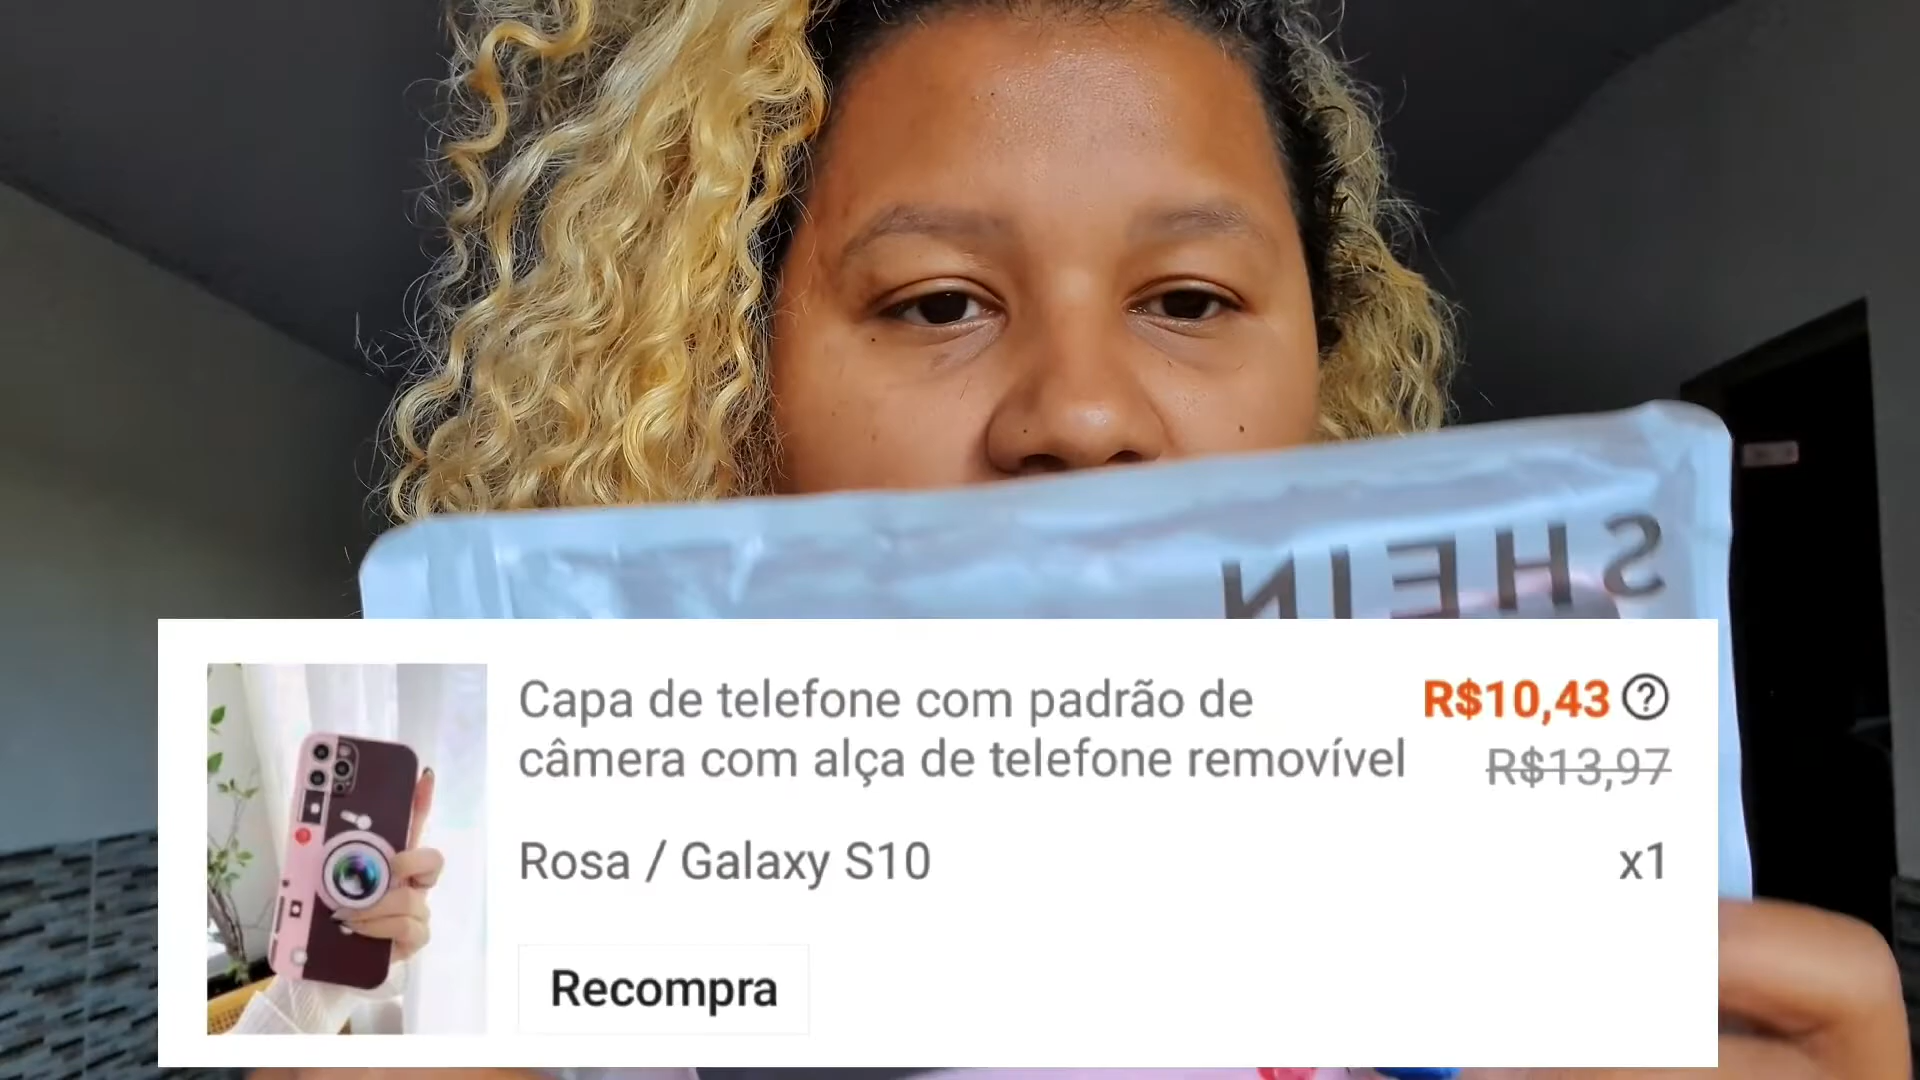 SHEIN
Capa de telefone com padrão de
câmera com alça de telefone removível
R$10,43
R$13,97
Rosa / Galaxy S10
x1
Recompra